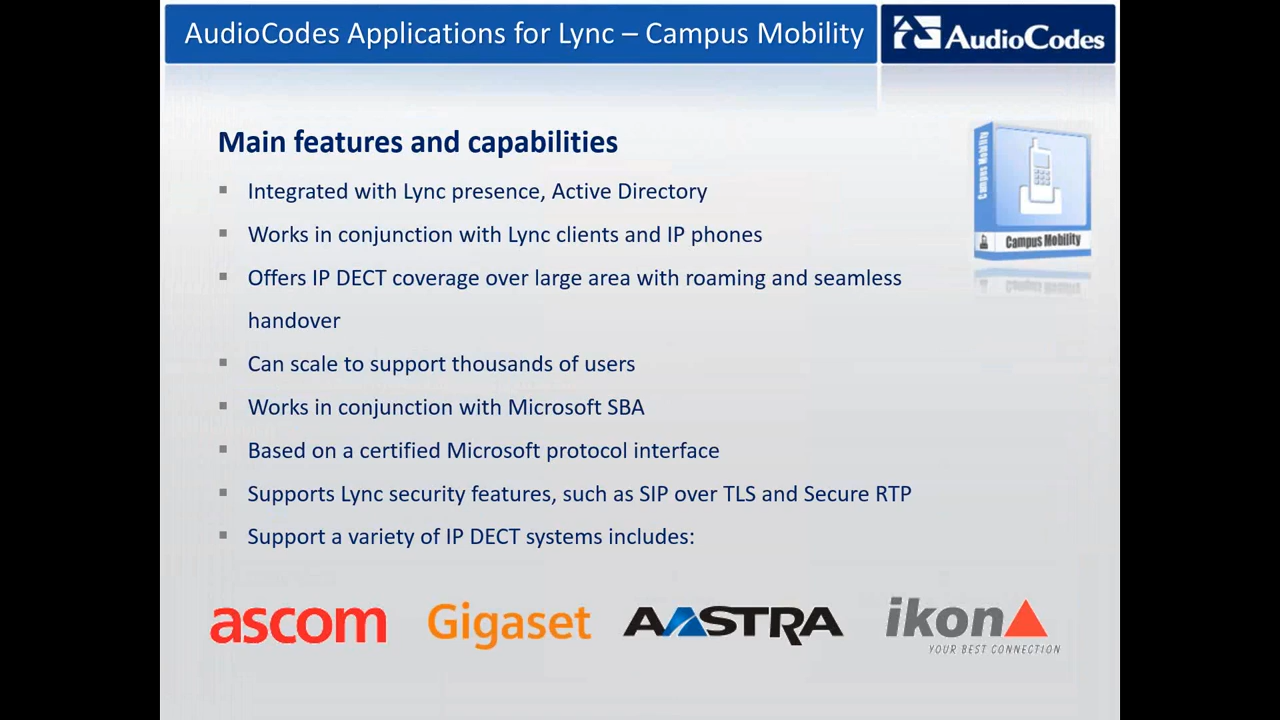 AudioCodes Applications for Lync – Campus Mobility
AudioCodes
Main features and capabilities
▪ Integrated with Lync presence, Active Directory
▪ Works in conjunction with Lync clients and IP phones
▪ Offers IP DECT coverage over large area with roaming and seamless
handover
▪ Can scale to support thousands of users
▪ Works in conjunction with Microsoft SBA
▪ Based on a certified Microsoft protocol interface
▪ Supports Lync security features, such as SIP over TLS and Secure RTP
▪ Support a variety of IP DECT systems includes:
Campus Mobility
Campus Mobility
ascom
Gigaset
AASTRA
ikon
YOUR BEST CONNECTION